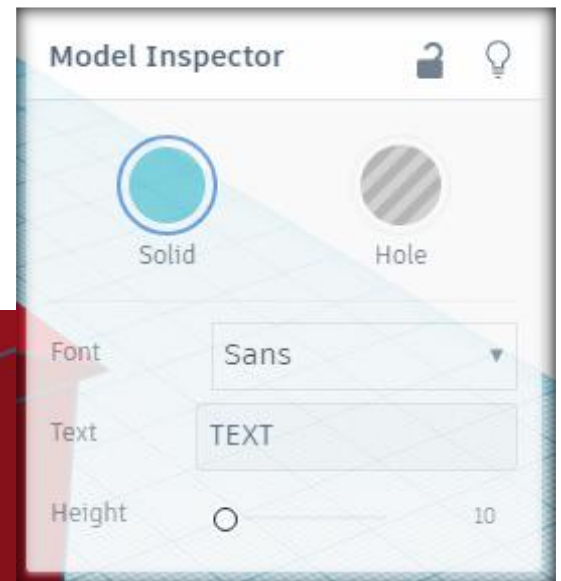 Model Inspector
Solid Hole
Font Sans
Text TEXT
Height 10